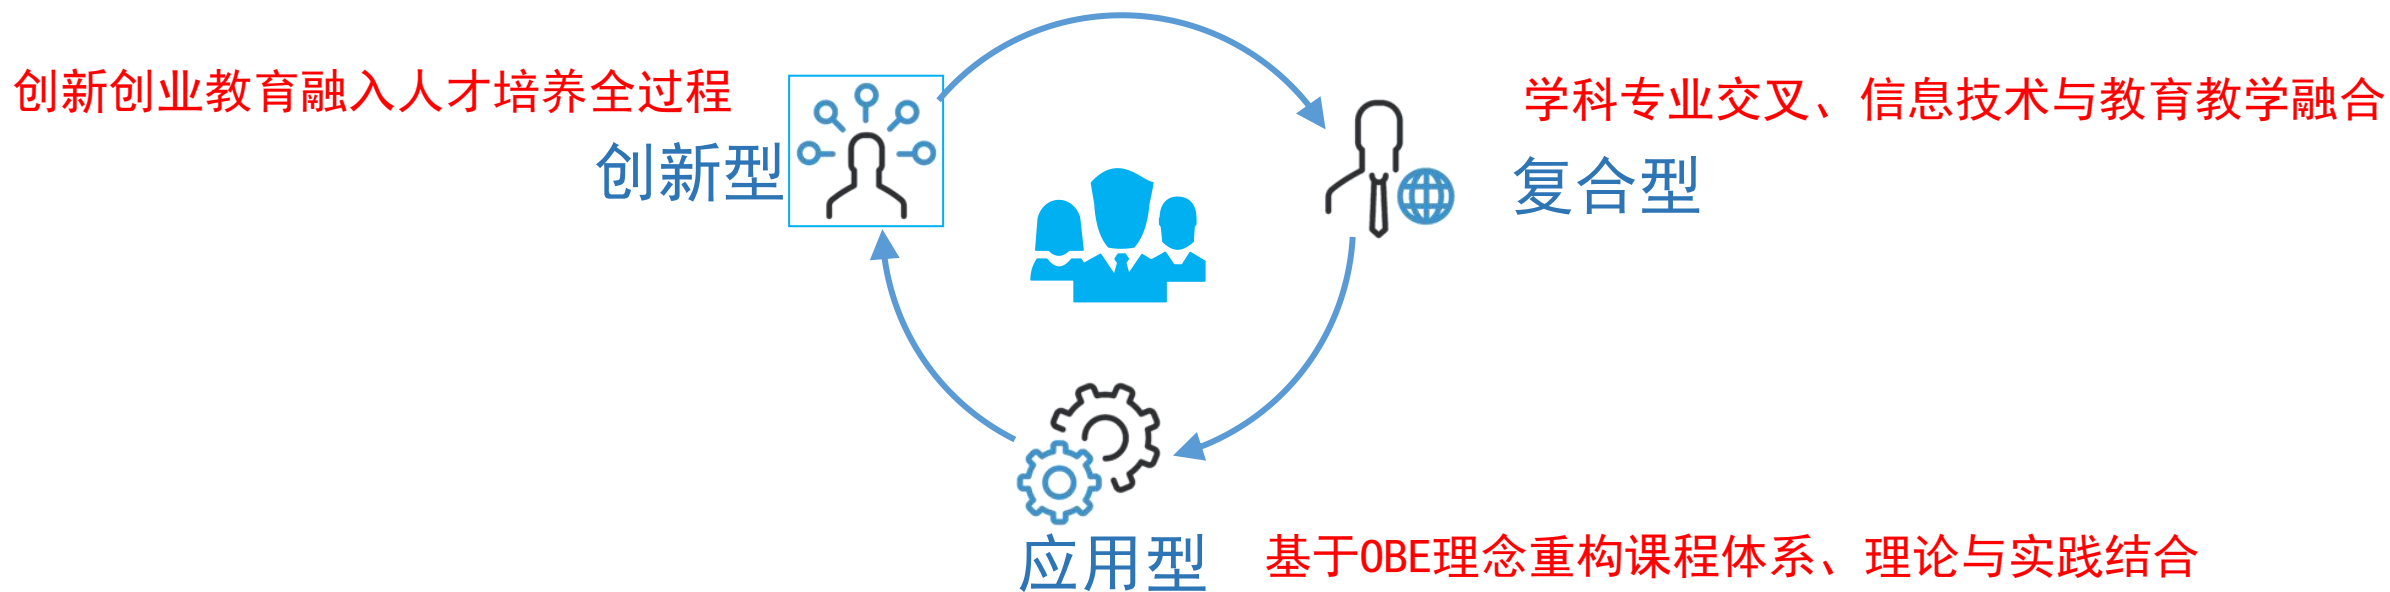 创新创业教育融入人才培养全过程
创新型
学科专业交叉、信息技术与教育教学融合
复合型
应用型
基于OBE理念重构课程体系、理论与实践结合